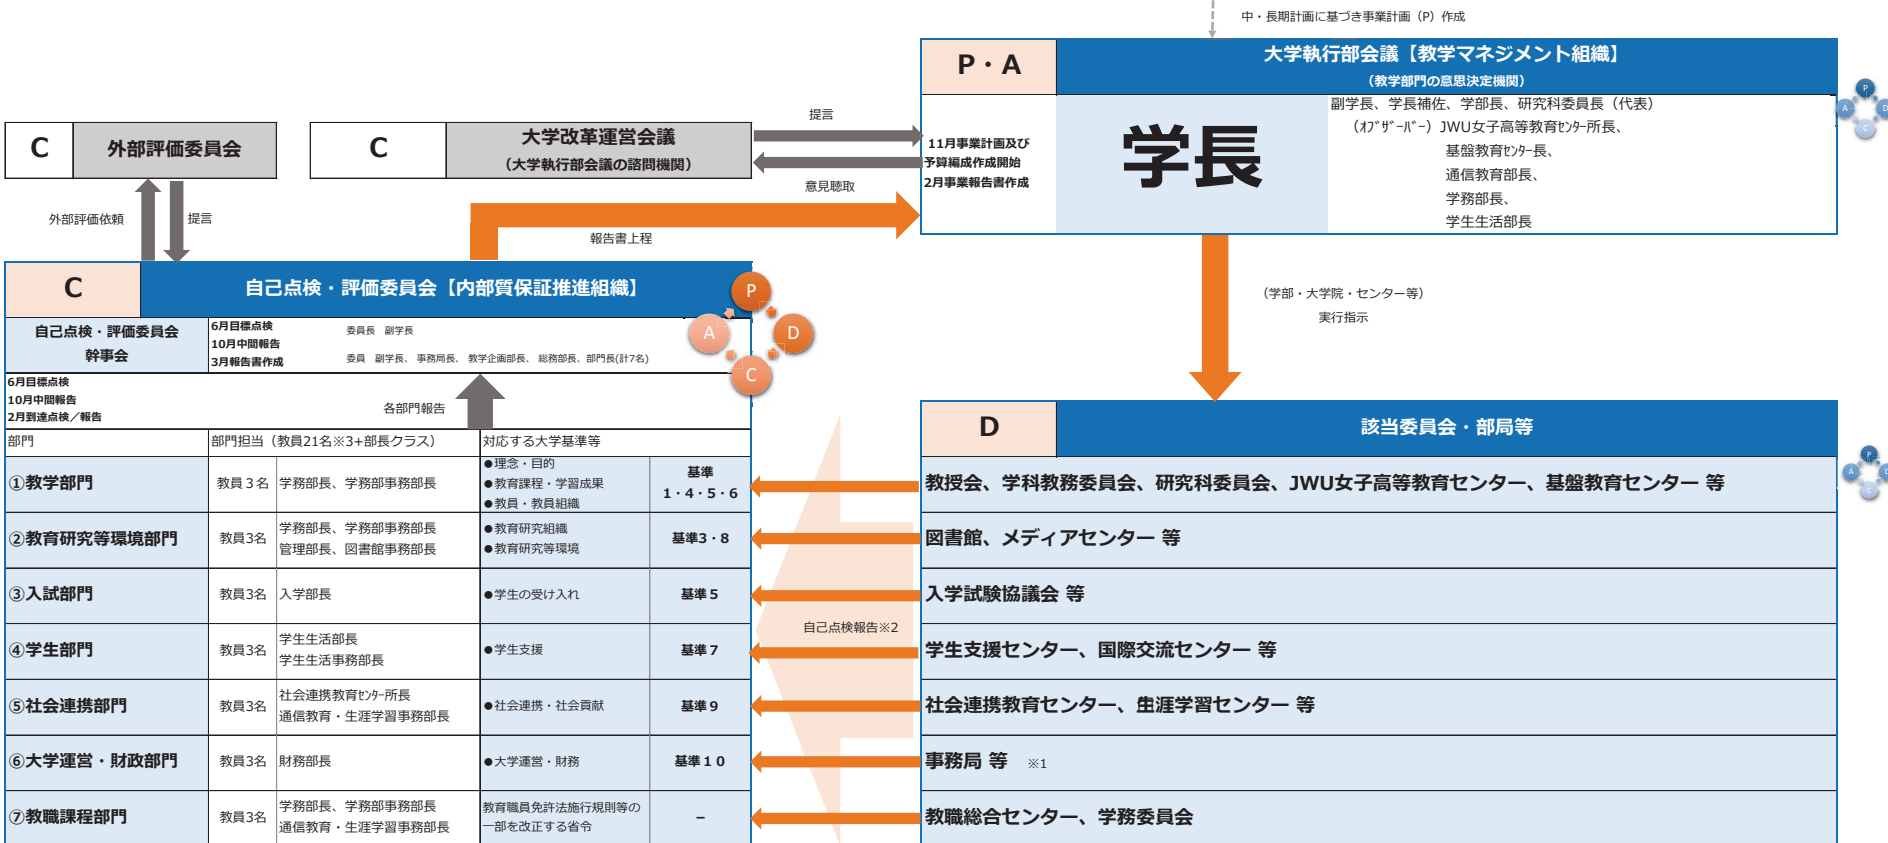 中・長期計画に基づき事業計画（P）作成
P・A
大学執行部会議【教学マネジメント組織】
（教学部門の意思決定機関）
11月事業計画及び
予算編成作成開始
2月事業報告書作成
学長
副学長、学長補佐、学部長、研究科委員長（代表）
（ｵﾌﾞｻﾞｰﾊﾞｰ）JWU女子高等教育ｾﾝﾀｰ所長、
基盤教育ｾﾝﾀｰ長、
通信教育部長、
学務部長、
学生生活部長
P
A
D
C
C
外部評価委員会
C
大学改革運営会議
（大学執行部会議の諮問機関）
提言
意見聴取
外部評価依頼
提言
報告書上程
C
自己点検・評価委員会【内部質保証推進組織】
P
A
D
C
自己点検・評価委員会
幹事会
6月目標点検
10月中間報告
3月報告書作成
委員長 副学長
委員 副学長、 事務局長、 教学企画部長、 総務部長、部門長(計7名)
6月目標点検
10月中間報告
2月到達点検／報告
各部門報告
（学部・大学院・センター等）
実行指示
部門
部門担当（教員21名※3+部長クラス）
対応する大学基準等
①教学部門
教員３名
学務部長、学務部事務部長
●理念・目的
●教育課程・学習成果
●教員・教員組織
基準
1・4・5・6
②教育研究等環境部門
教員3名
学務部長、学務部事務部長
管理部長、図書館事務部長
●教育研究組織
●教育研究等環境
基準3・8
③入試部門
教員3名
入学部長
●学生の受け入れ
基準５
④学生部門
教員3名
学生生活部長
学生生活事務部長
●学生支援
基準７
⑤社会連携部門
教員3名
社会連携教育ｾﾝﾀｰ所長
通信教育・生涯学習事務部長
●社会連携・社会貢献
基準９
⑥大学運営・財政部門
教員3名
財務部長
●大学運営・財務
基準１０
⑦教職課程部門
教員3名
学務部長、学務部事務部長
通信教育・生涯学習事務部長
教育職員免許法施行規則等の
一部を改正する省令
－
自己点検報告※2
D
該当委員会・部局等
教授会、学科教務委員会、研究科委員会、JWU女子高等教育センター、基盤教育センター 等
図書館、メディアセンター 等
入学試験協議会 等
学生支援センター、国際交流センター 等
社会連携教育センター、生涯学習センター 等
事務局 等 ※1
教職総合センター、学務委員会
P
A
D
C